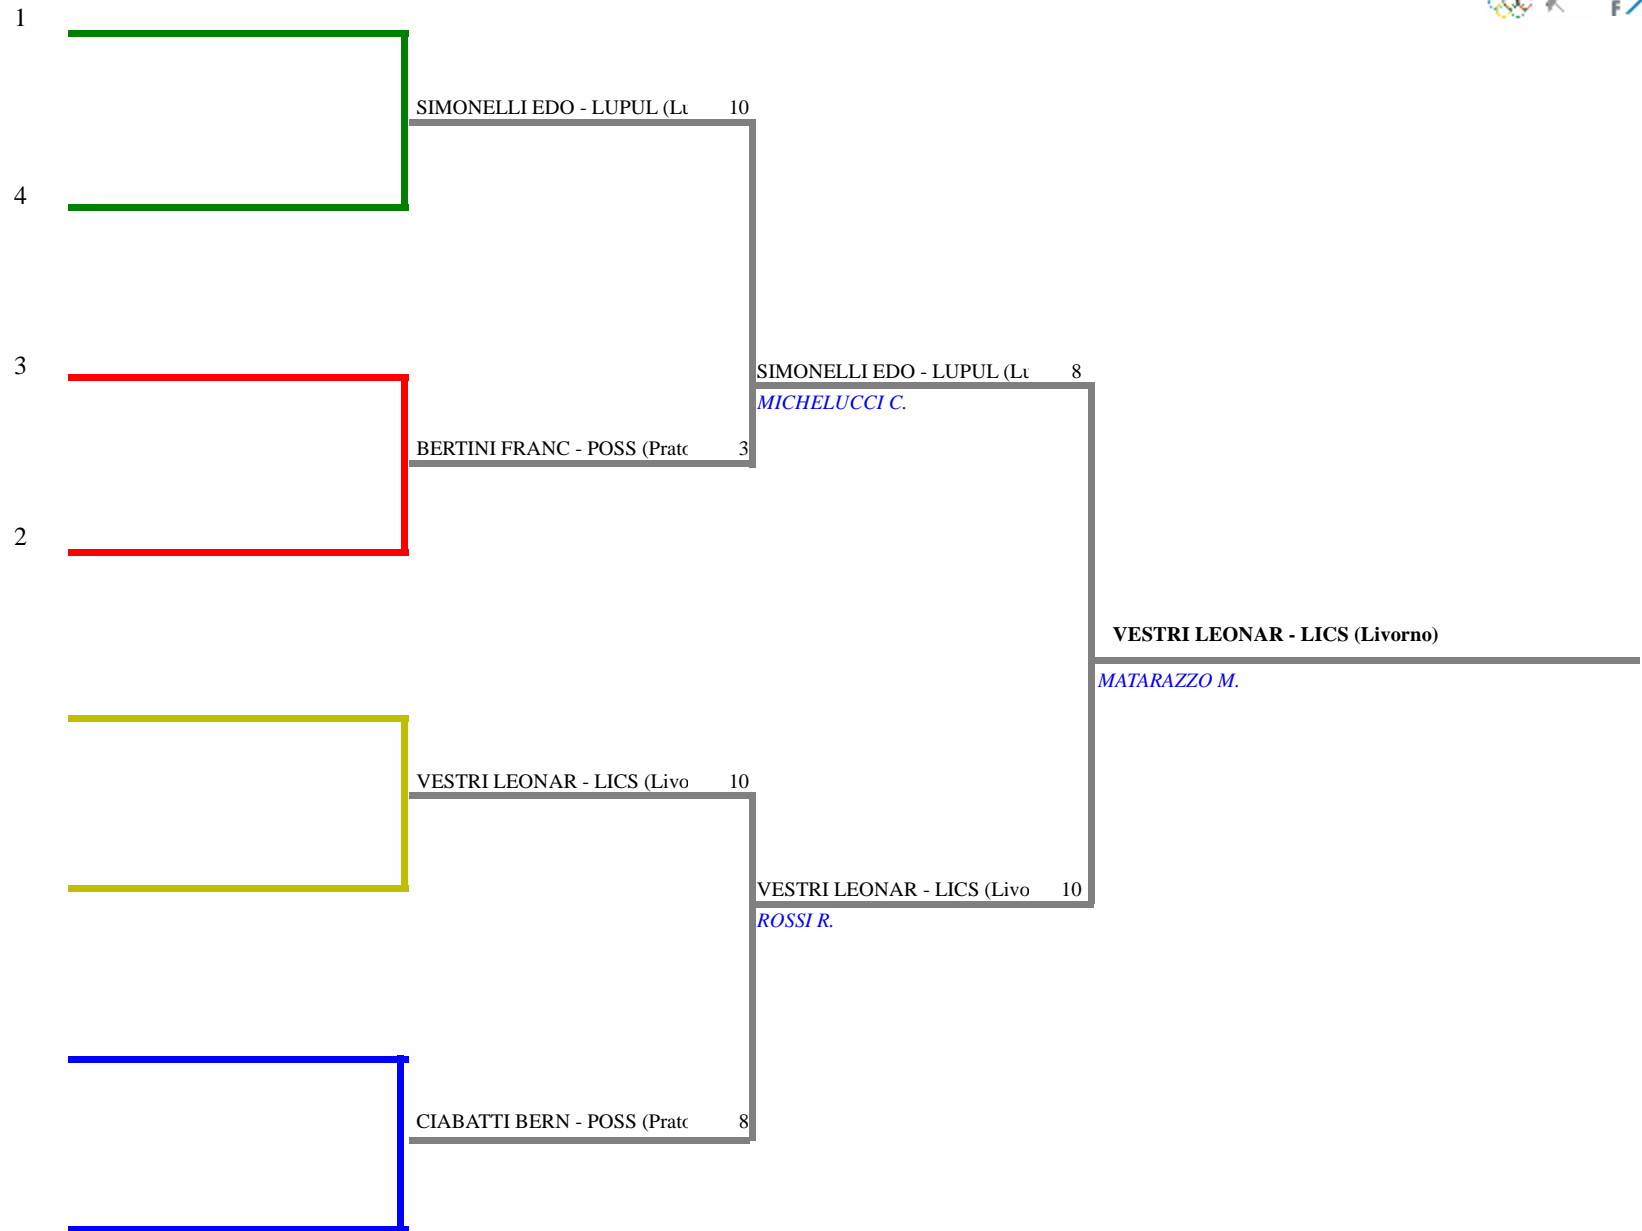 1
SIMONELLI EDO - LUPUL (Lu 10
4
3
SIMONELLI EDO - LUPUL (Lu 8
MICHELUCCI C.
BERTINI FRANC - POSS (Prato 3
2
VESTRI LEONAR - LICS (Livorno)
MATARAZZO M.
VESTRI LEONAR - LICS (Livo 10
VESTRI LEONAR - LICS (Livo 10
ROSSI R.
CIABATTI BERN - POSS (Prato 8